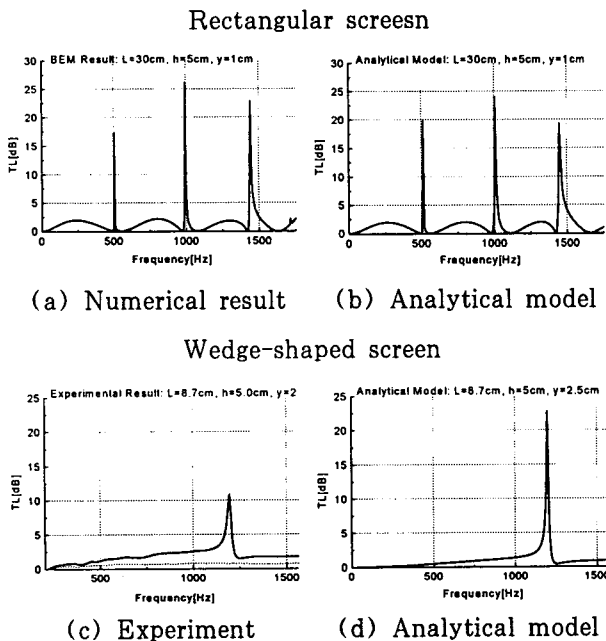 Rectangular screesn
BEM Result: L=30cm, h=5cm, y=1cm
30
25
20
15
10
5
0
TL[dB]
0 500 1000 1500
Frequency[Hz]
(a) Numerical result
Analytical Model: L=30cm, h=5cm, y=1cm
30
25
20
15
10
5
0
TL[dB]
0 500 1000 1500
Frequency[Hz]
(b) Analytical model
Wedge-shaped screen
Experimental Result: L=8.7cm, h=5.0cm, y=2
25
20
15
10
5
0
TL[dB]
500 1000 1500
Frequency[Hz]
(c) Experiment
Analytical Model: L=8.7cm, h=5cm, y=2.5cm
25
20
15
10
5
0
TL[dB]
0 500 1000 1500
Frequency[Hz]
(d) Analytical model